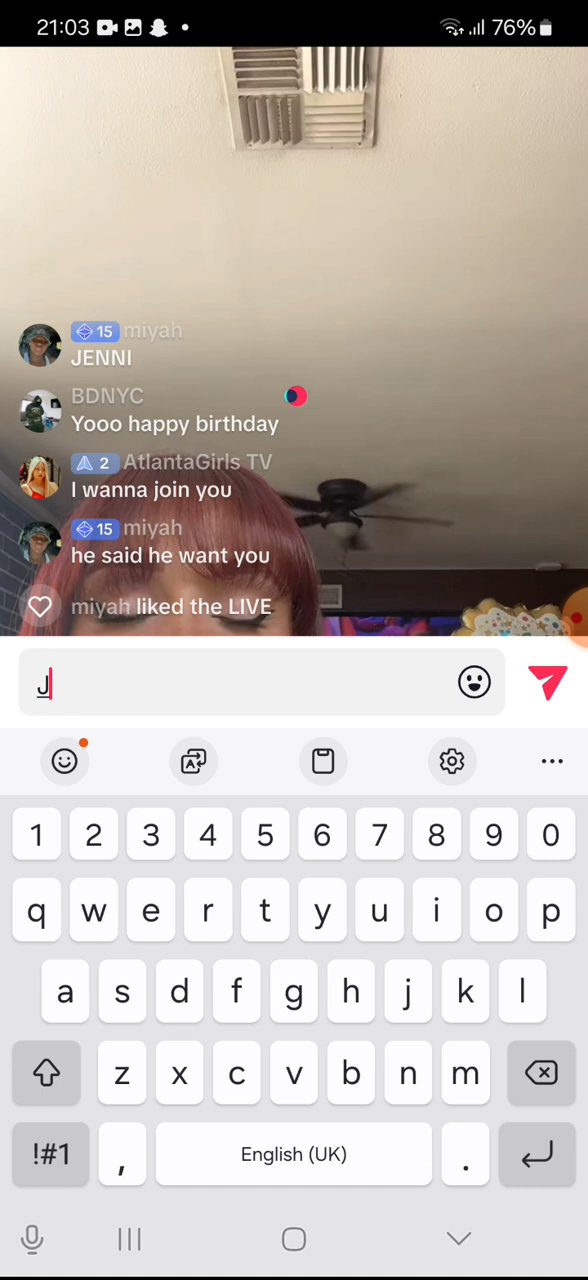 21:03
76%
15 miyah
JENNI
BDNYC
Yooo happy birthday
2 AtlantaGirls TV
I wanna join you
15 miyah
he said he want you
miyah liked the LIVE
J
1 2 3 4 5 6 7 8 9 0
q w e r t y u i o p
a s d f g h j k l
z x c v b n m
!#1 , English (UK) .